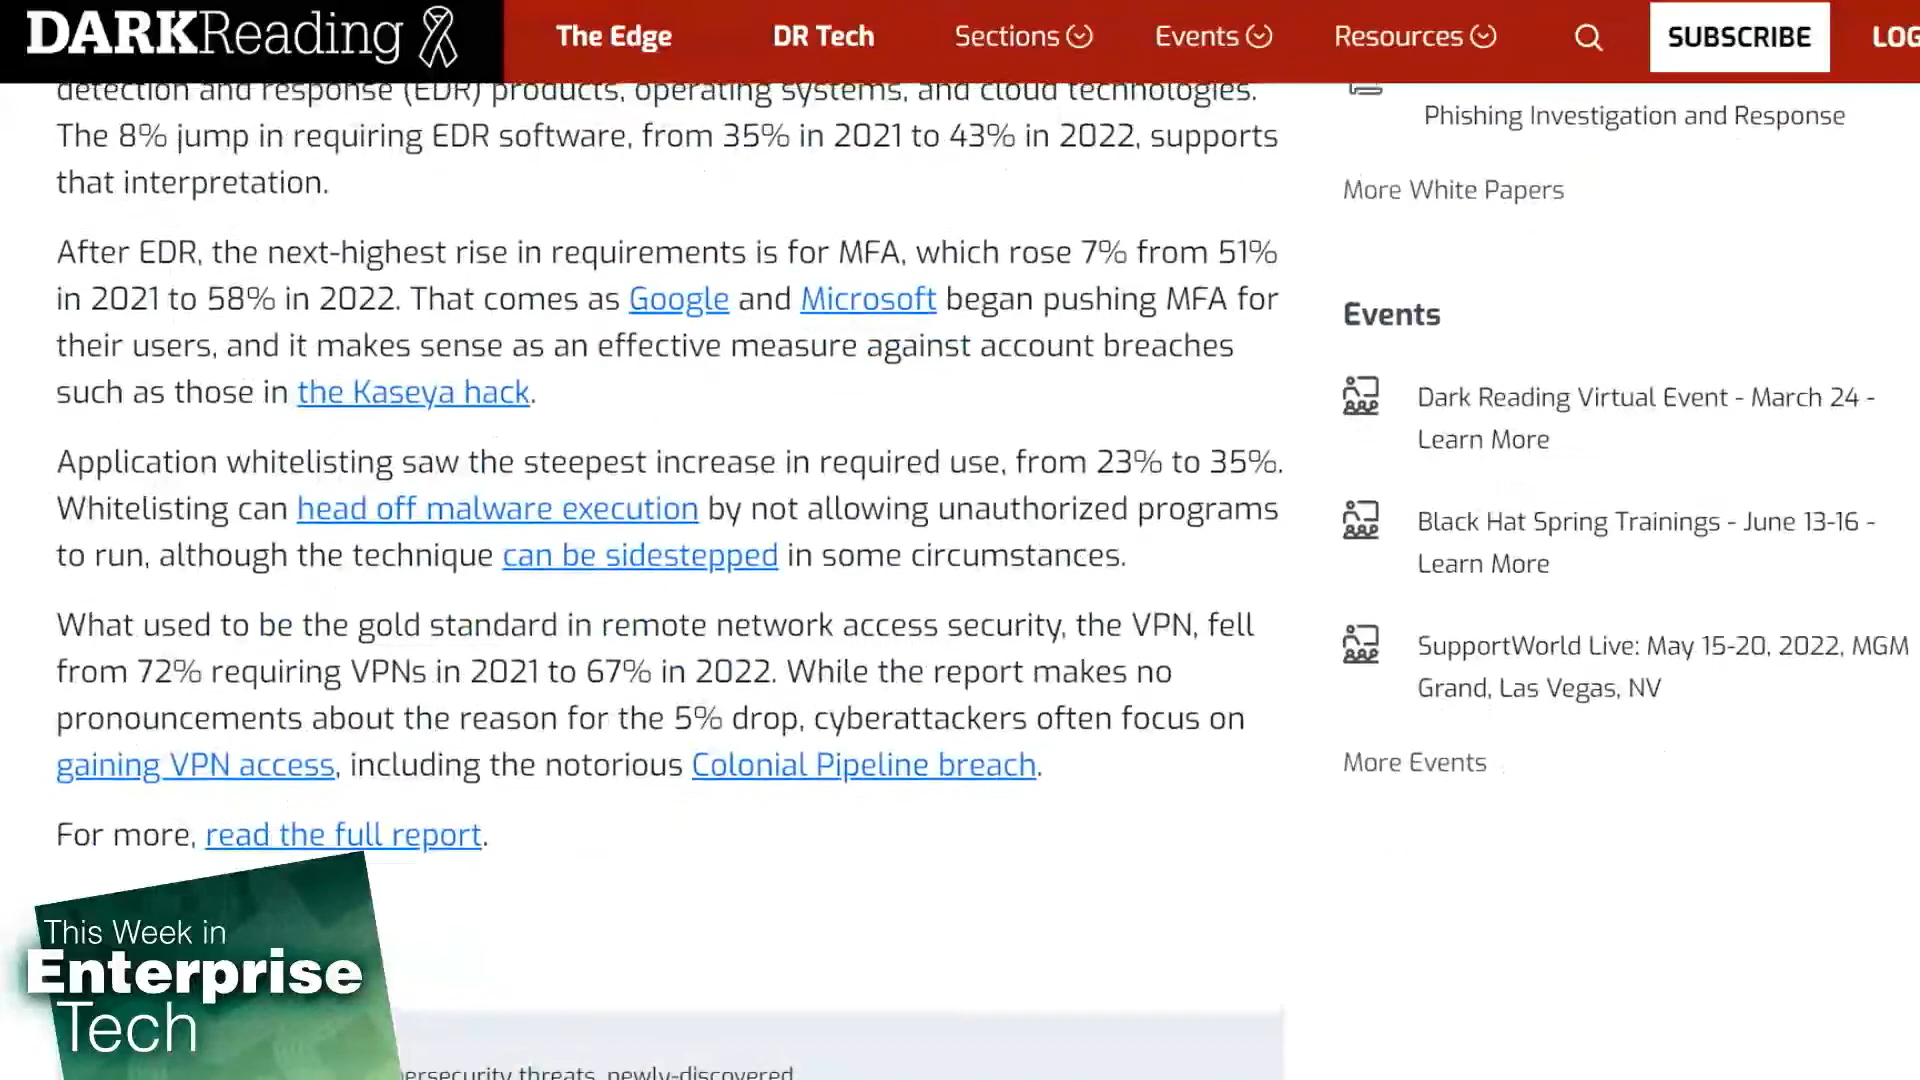 DARKReading
The Edge
DR Tech
Sections
Events
Resources
SUBSCRIBE
LOG
detection and response (EDR) products, operating systems, and cloud technologies.
The 8% jump in requiring EDR software, from 35% in 2021 to 43% in 2022, supports
that interpretation.
After EDR, the next-highest rise in requirements is for MFA, which rose 7% from 51%
in 2021 to 58% in 2022. That comes as Google and Microsoft began pushing MFA for
their users, and it makes sense as an effective measure against account breaches
such as those in the Kaseya hack.
Application whitelisting saw the steepest increase in required use, from 23% to 35%.
Whitelisting can head off malware execution by not allowing unauthorized programs
to run, although the technique can be sidestepped in some circumstances.
What used to be the gold standard in remote network access security, the VPN, fell
from 72% requiring VPNs in 2021 to 67% in 2022. While the report makes no
pronouncements about the reason for the 5% drop, cyberattackers often focus on
gaining VPN access, including the notorious Colonial Pipeline breach.
For more, read the full report.
Phishing Investigation and Response
More White Papers
Events
Dark Reading Virtual Event - March 24 -
Learn More
Black Hat Spring Trainings - June 13-16 -
Learn More
SupportWorld Live: May 15-20, 2022, MGM
Grand, Las Vegas, NV
More Events
This Week in
Enterprise
Tech
ersecurity threats, newly-discovered